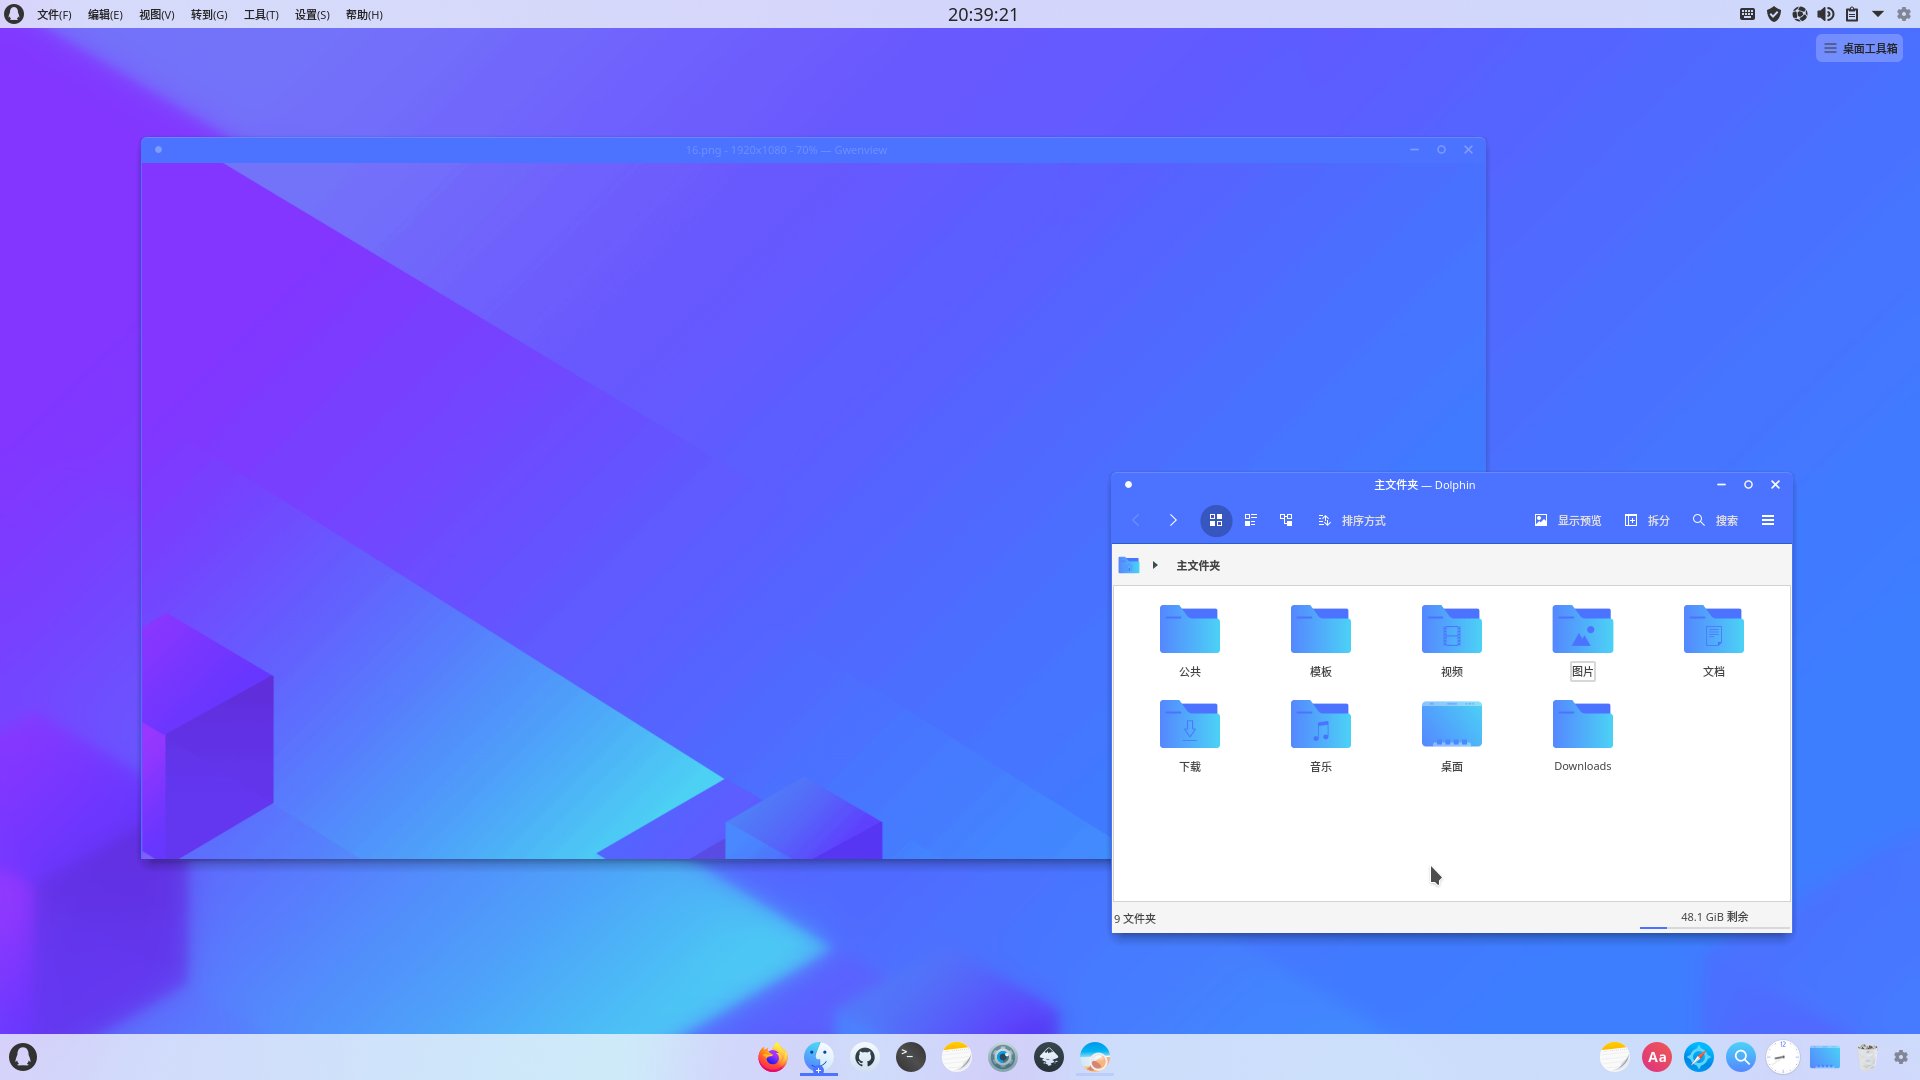 文件(F) 编辑(E) 视图(V) 转到(G) 工具(T) 设置(S) 帮助(H) 20:39:21
桌面工具箱
16.png - 1920x1080 - 70% — Gwenview
主文件夹 — Dolphin
排序方式 显示预览 拆分 搜索
主文件夹
公共 模板 视频 图片 文档
下载 音乐 桌面 Downloads
9 文件夹 48.1 GiB 剩余
>_ Aa 12